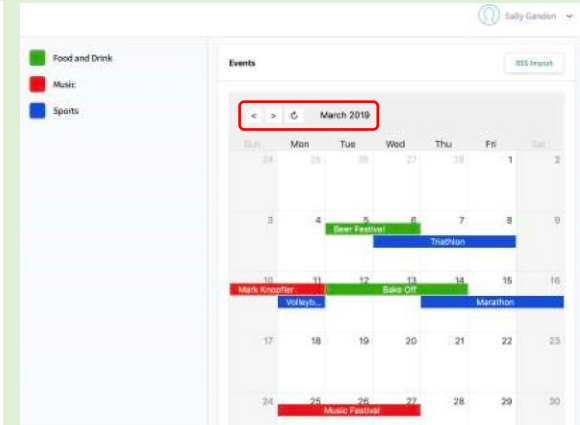 Sally Gandon
Food and Drink
Music
Sports
Events
RSS Import
< > March 2019
Sun Mon Tue Wed Thu Fri Sat
24 25 26 27 28 1 2
3 4 5 6 7 8 9
Beer Festival
Triathlon
10 11 12 13 14 15 16
Mark Knopfler Bake Off
Volleyb... Marathon
17 18 19 20 21 22 23
24 25 26 27 28 29 30
Music Festival